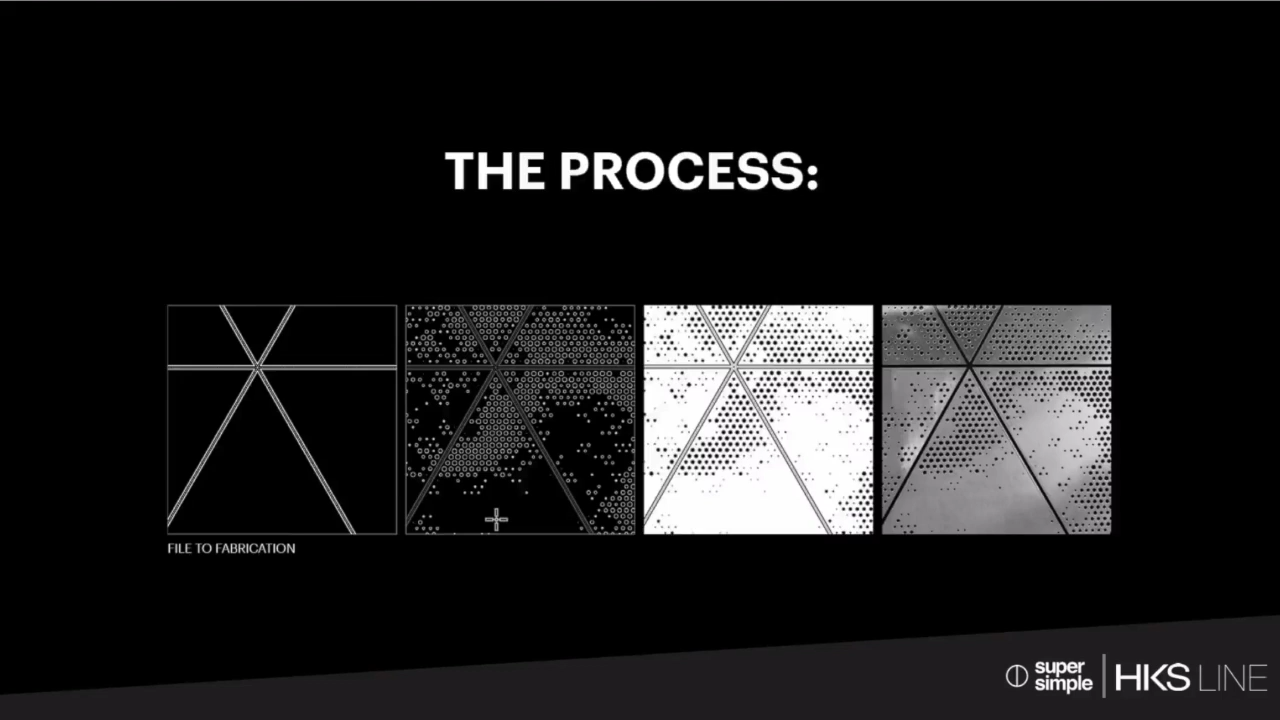 THE PROCESS:
FILE TO FABRICATION
super
simple
HKS LINE